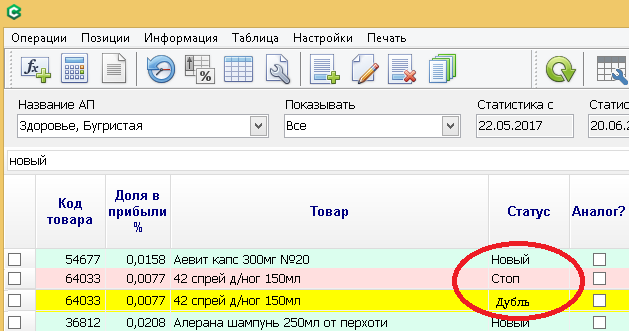 Операции Позиции Информация Таблица Настройки Печать
Название АП Показывать Статистика с Статис
Здоровье, Бугристая Все 22.05.2017 20.06.2
новый
Код товара Доля в прибыли % Товар Статус Аналог?
54677 0,0158 Аевит капс 300мг №20 Новый
64033 0,0077 42 спрей д/ног 150мл Стоп
64033 0,0077 42 спрей д/ног 150мл Дубль
36812 0,0208 Алерана шампунь 250мл от перхоти Новый